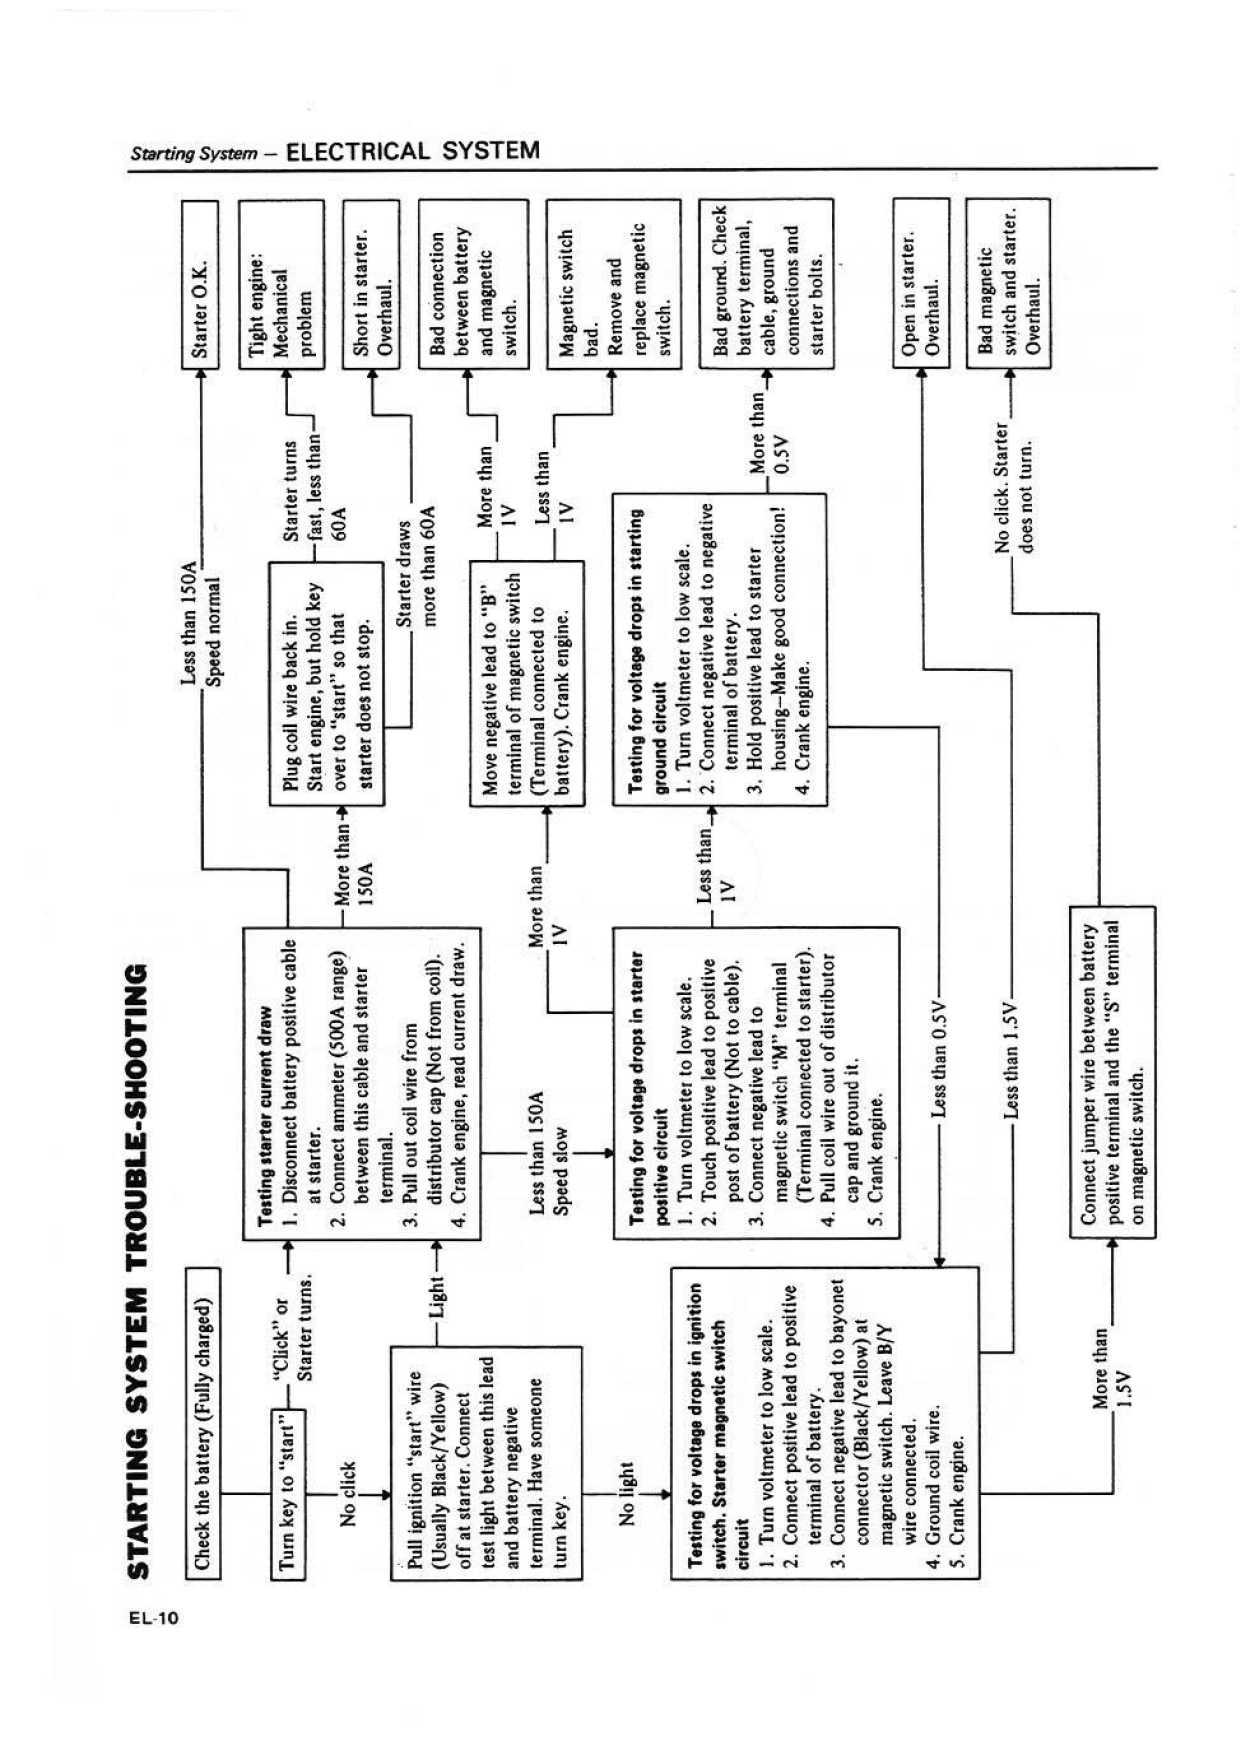 Starting System – ELECTRICAL SYSTEM
STARTING SYSTEM TROUBLE-SHOOTING
Check the battery (Fully charged)
Turn key to “start”
“Click” or
Starter turns.
No click
Pull ignition “start” wire
(Usually Black/Yellow)
off at starter. Connect
test light between this lead
and battery negative
terminal. Have someone
turn key.
Light
No light
Testing for voltage drops in ignition
switch. Starter magnetic switch
circuit
1. Turn voltmeter to low scale.
2. Connect positive lead to positive
terminal of battery.
3. Connect negative lead to bayonet
connector (Black/Yellow) at
magnetic switch. Leave B/Y
wire connected.
4. Ground coil wire.
5. Crank engine.
Testing starter current draw
1. Disconnect battery positive cable
at starter.
2. Connect ammeter (500A range)
between this cable and starter
terminal.
3. Pull out coil wire from
distributor cap (Not from coil).
4. Crank engine, read current draw.
Less than 150A
Speed slow
Testing for voltage drops in starter
positive circuit
1. Turn voltmeter to low scale.
2. Touch positive lead to positive
post of battery (Not to cable).
3. Connect negative lead to
magnetic switch “M” terminal
(Terminal connected to starter).
4. Pull coil wire out of distributor
cap and ground it.
5. Crank engine.
Less than 0.5V
Less than 1.5V
More than
1.5V
Connect jumper wire between battery
positive terminal and the “S” terminal
on magnetic switch.
Less than 150A
Speed normal
More than
150A
Plug coil wire back in.
Start engine, but hold key
over to “start” so that
starter does not stop.
Starter turns
fast, less than
60A
Starter draws
more than 60A
More than
1V
Move negative lead to “B”
terminal of magnetic switch
(Terminal connected to
battery). Crank engine.
More than
1V
Less than
1V
Less than
1V
Testing for voltage drops in starting
ground circuit
1. Turn voltmeter to low scale.
2. Connect negative lead to negative
terminal of battery.
3. Hold positive lead to starter
housing–Make good connection!
4. Crank engine.
More than
0.5V
No click. Starter
does not turn.
Starter O.K.
Tight engine:
Mechanical
problem
Short in starter.
Overhaul.
Bad connection
between battery
and magnetic
switch.
Magnetic switch
bad.
Remove and
replace magnetic
switch.
Bad ground. Check
battery terminal,
cable, ground
connections and
starter bolts.
Open in starter.
Overhaul.
Bad magnetic
switch and starter.
Overhaul.
EL-10